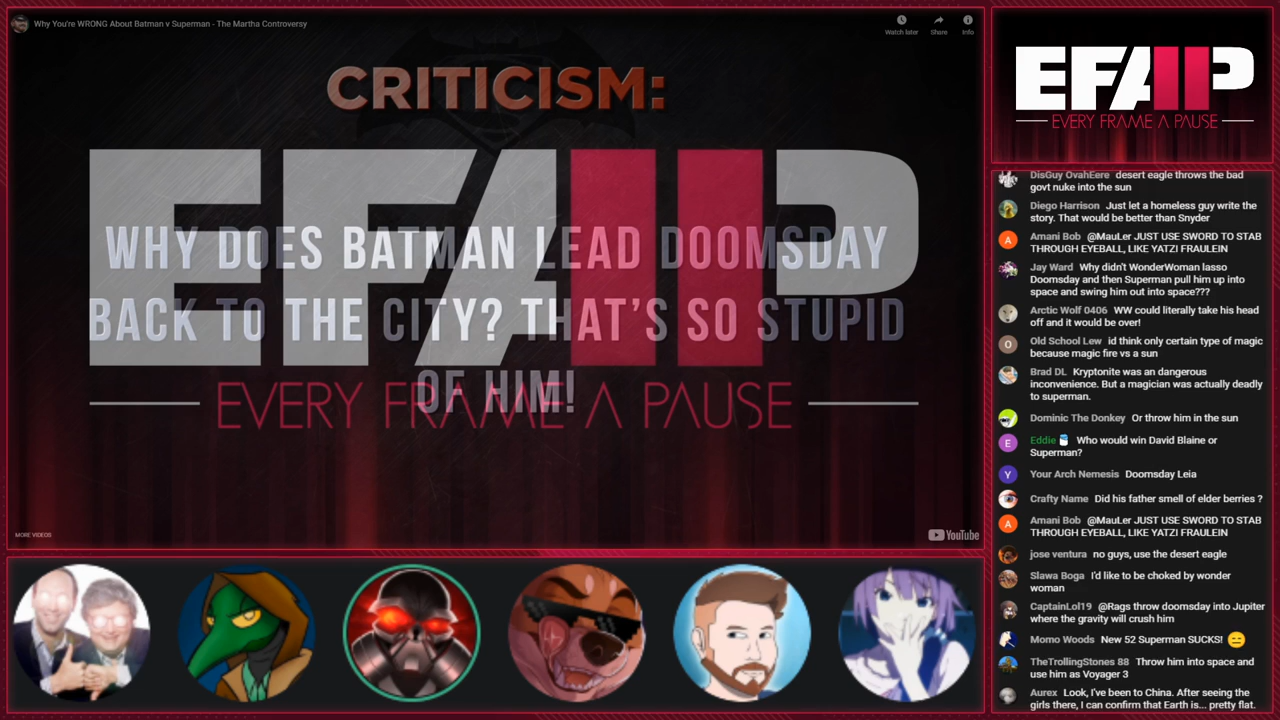 Why You're WRONG About Batman v Superman - The Martha Controversy
Watch later
Share
Info
CRITICISM:
EFAP
WHY DOES BATMAN LEAD DOOMSDAY
BACK TO THE CITY? THAT'S SO STUPID
OF HIM!
EVERY FRAME A PAUSE
MORE VIDEOS
YouTube
EFAP
EVERY FRAME A PAUSE
DisGuy OvahEere desert eagle throws the bad
govt nuke into the sun
Diego Harrison Just let a homeless guy write the
story. That would be better than Snyder
A
Amani Bob @MauLer JUST USE SWORD TO STAB
THROUGH EYEBALL, LIKE YATZI FRAULEIN
Jay Ward Why didn't WonderWoman lasso
Doomsday and then Superman pull him up into
space and swing him out into space???
Arctic Wolf 0406 WW could literally take his head
off and it would be over!
O
Old School Lew id think only certain type of magic
because magic fire vs a sun
Brad DL Kryptonite was an dangerous
inconvenience. But a magician was actually deadly
to superman.
Dominic The Donkey Or throw him in the sun
E
Eddie Who would win David Blaine or
Superman?
Y
Your Arch Nemesis Doomsday Leia
Crafty Name Did his father smell of elder berries ?
A
Amani Bob @MauLer JUST USE SWORD TO STAB
THROUGH EYEBALL, LIKE YATZI FRAULEIN
jose ventura no guys, use the desert eagle
Slawa Boga I'd like to be choked by wonder
woman
CaptainLol19 @Rags throw doomsday into Jupiter
where the gravity will crush him
Momo Woods New 52 Superman SUCKS! 😑
TheTrollingStones 88 Throw him into space and
use him as Voyager 3
Aurex Look, I've been to China. After seeing the
girls there, I can confirm that Earth is... pretty flat.